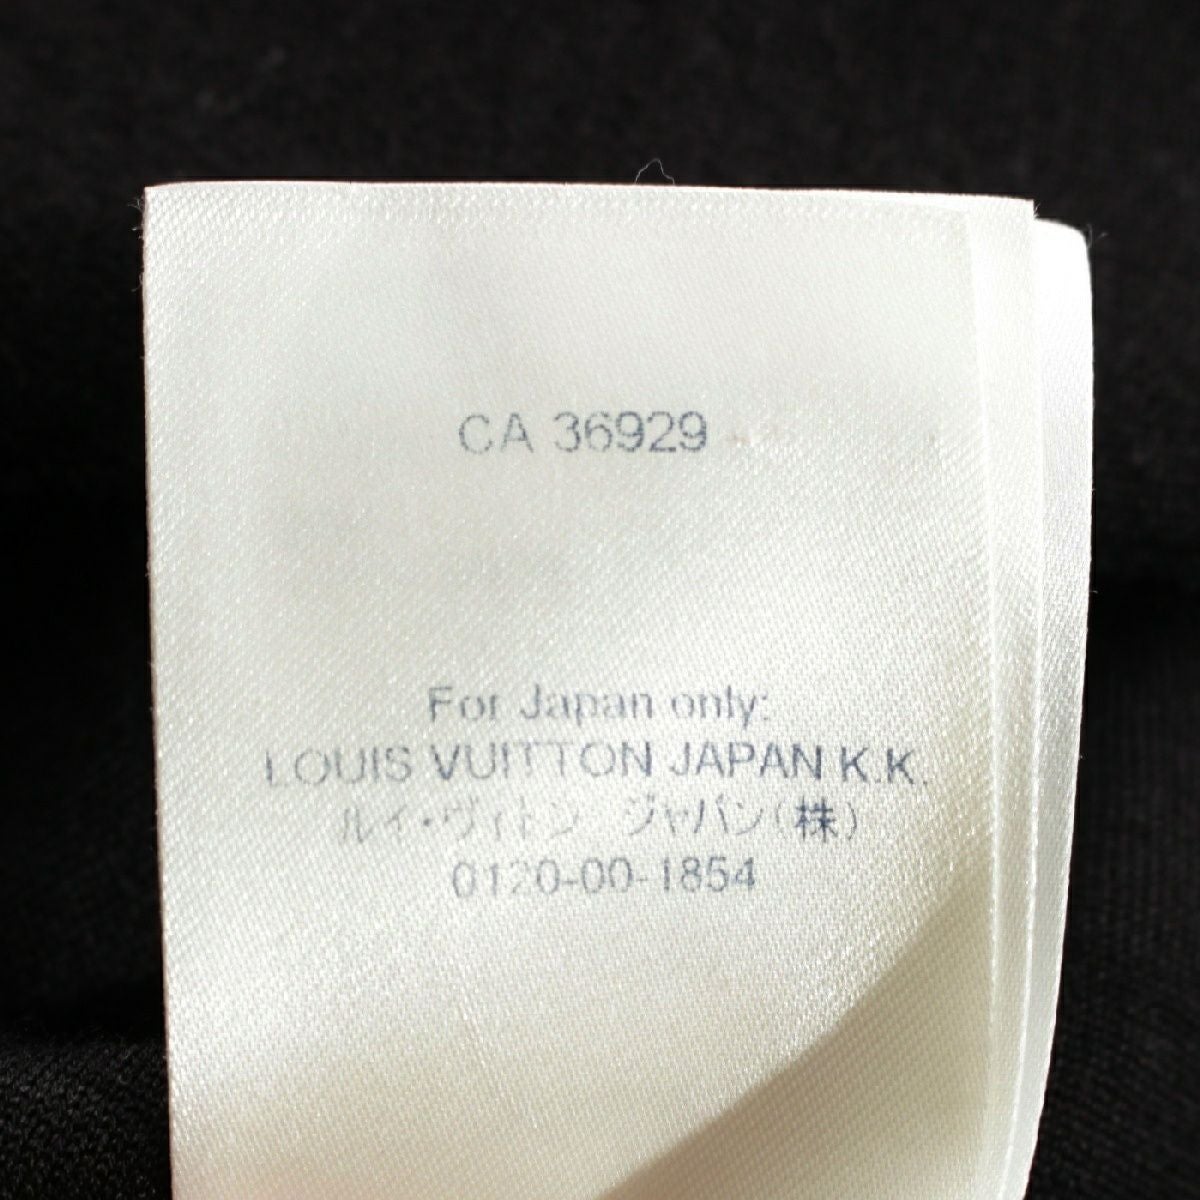 CA 36929
For Japan only:
LOUIS VUITTON JAPAN K.K.
ルイ・ヴィトン ジャパン(株)
0120-00-1854